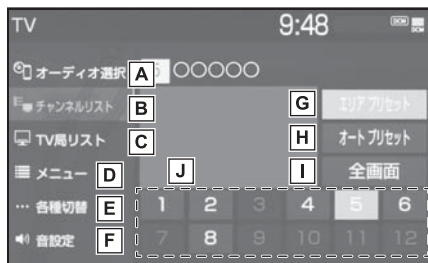 TV 9:48 DCM
オーディオ選択 A 5 ○○○○○
チャンネルリスト B G エリアプリセット
TV局リスト C H オートプリセット
メニュー D J I 全画面
各種切替 E 1 2 3 4 5 6
音設定 F 7 8 9 10 11 12